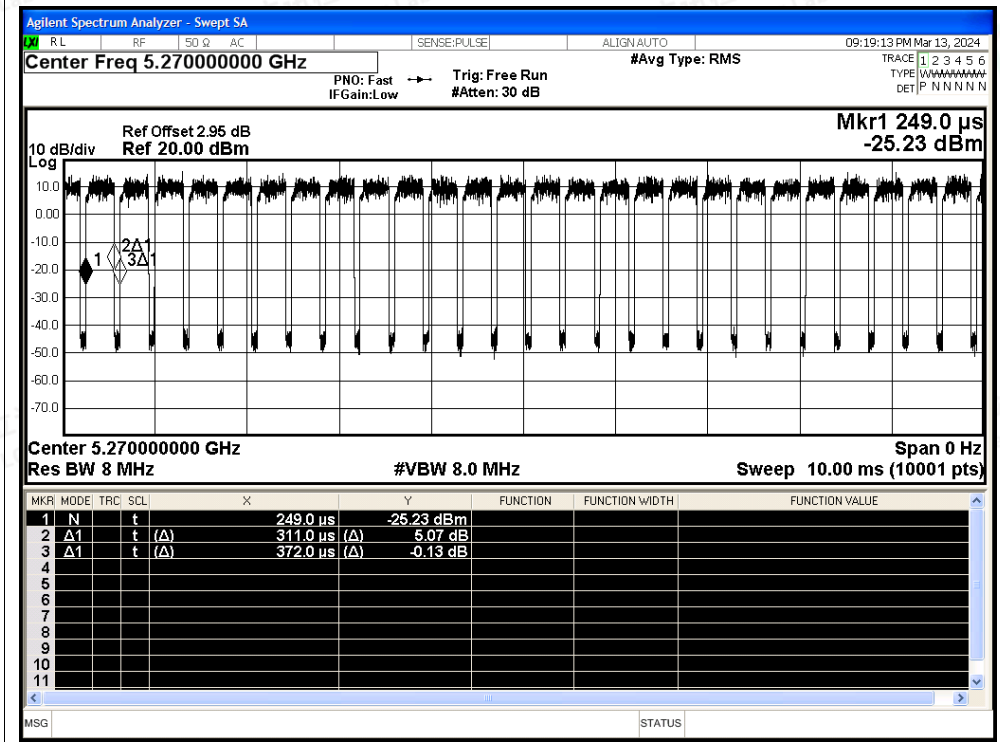 Agilent Spectrum Analyzer - Swept SA
LXI RL RF 50 Ω AC SENSE:PULSE ALIGN AUTO 09:19:13 PM Mar 13, 2024
Center Freq 5.270000000 GHz #Avg Type: RMS TRACE 1 2 3 4 5 6
PNO: Fast Trig: Free Run TYPE
IFGain:Low #Atten: 30 dB DET P N N N N N
Mkr1 249.0 µs
Ref Offset 2.95 dB
10 dB/div Ref 20.00 dBm -25.23 dBm
Log
10.0
0.00
-10.0
2Δ1
1 3Δ1
-20.0
-30.0
-40.0
-50.0
-60.0
-70.0
Center 5.270000000 GHz Span 0 Hz
Res BW 8 MHz #VBW 8.0 MHz Sweep 10.00 ms (10001 pts)
MKR MODE TRC SCL X Y FUNCTION FUNCTION WIDTH FUNCTION VALUE
1 N t 249.0 µs -25.23 dBm
2 Δ1 t (Δ) 311.0 µs (Δ) 5.07 dB
3 Δ1 t (Δ) 372.0 µs (Δ) -0.13 dB
4
5
6
7
8
9
10
11
MSG STATUS